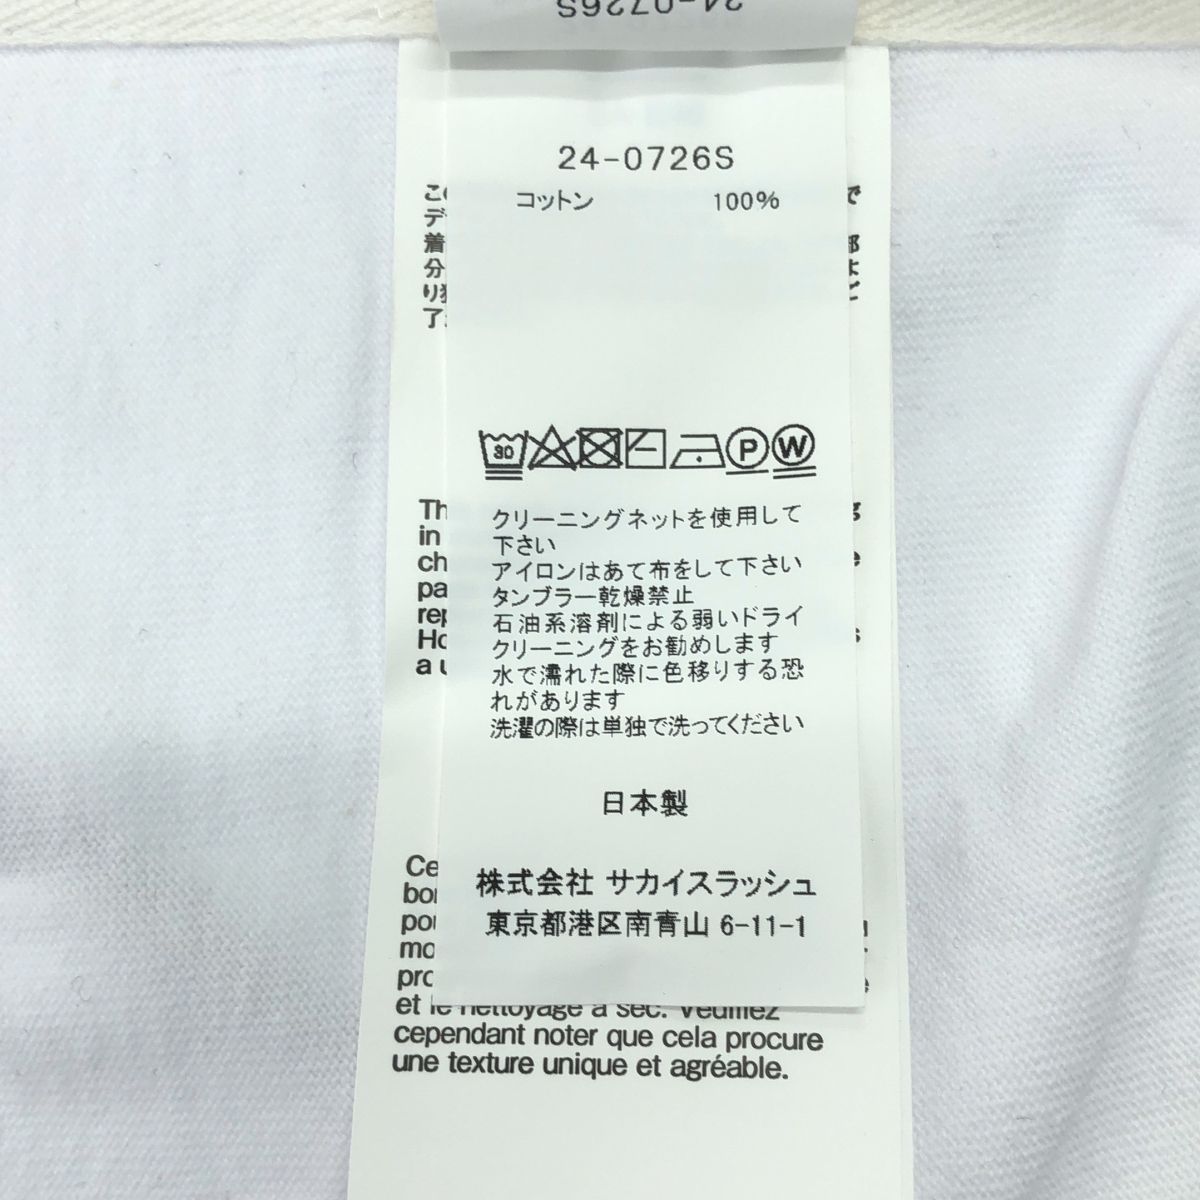 24-0726S
24-0726S
コットン 100%
30
P
W
クリーニングネットを使用して
下さい
アイロンはあて布をして下さい
タンブラー乾燥禁止
石油系溶剤による弱いドライ
クリーニングをお勧めします
水で濡れた際に色移りする恐
れがあります
洗濯の際は単独で洗ってください
日本製
株式会社 サカイスラッシュ
東京都港区南青山 6-11-1
et le nettoyage à sec. Veuillez
cependant noter que cela procure
une texture unique et agréable.